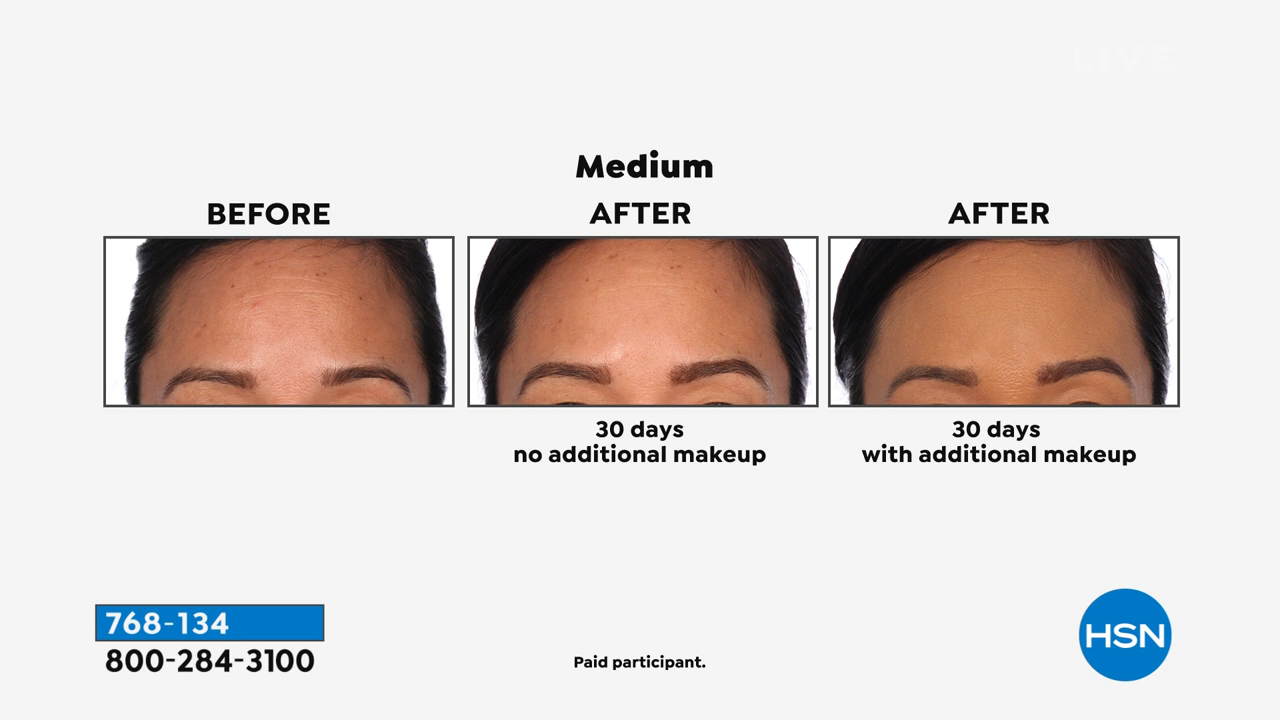 LIVE
Medium
BEFORE
AFTER
AFTER
30 days
no additional makeup
30 days
with additional makeup
768-134
800-284-3100
Paid participant.
HSN